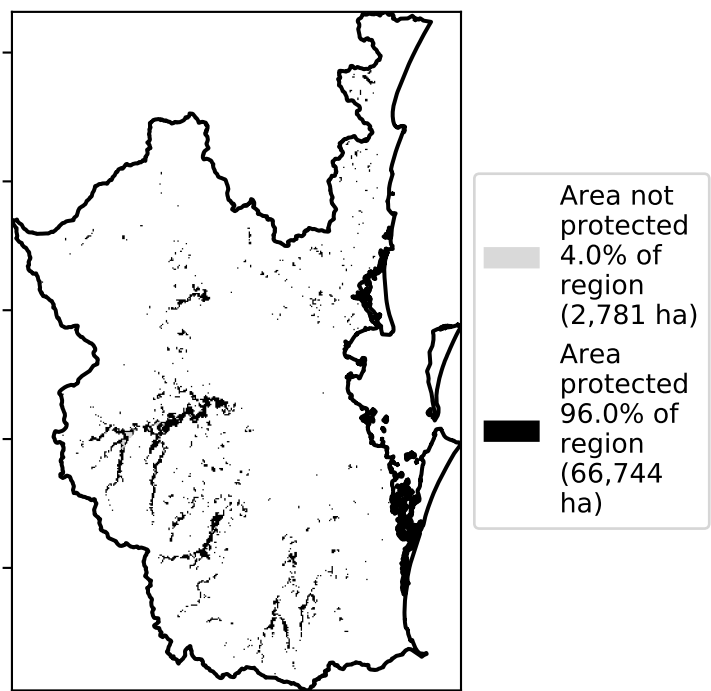 Area not
protected
4.0% of
region
(2,781 ha)
Area
protected
96.0% of
region
(66,744
ha)